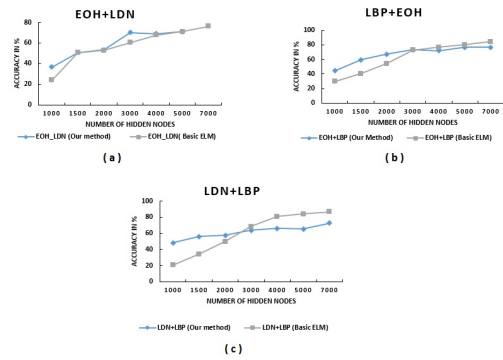 EOH+LDN
ACCURACY IN %
80
60
40
20
0
1000 1500 2000 3000 4000 5000 7000
NUMBER OF HIDDEN NODES
EOH_LDN (Our method) EOH_LDN( Basic ELM)
( a )
LBP+EOH
ACCURACY IN %
100
80
60
40
20
0
1000 1500 2000 3000 4000 5000 7000
NUMBER OF HIDDEN NODES
EOH+LBP (Our Method) EOH+LBP (Basic ELM)
( b )
LDN+LBP
ACCURACY IN %
100
80
60
40
20
0
1000 1500 2000 3000 4000 5000 7000
NUMBER OF HIDDEN NODES
LDN+LBP (Our method) LDN+LBP (Basic ELM)
( c )